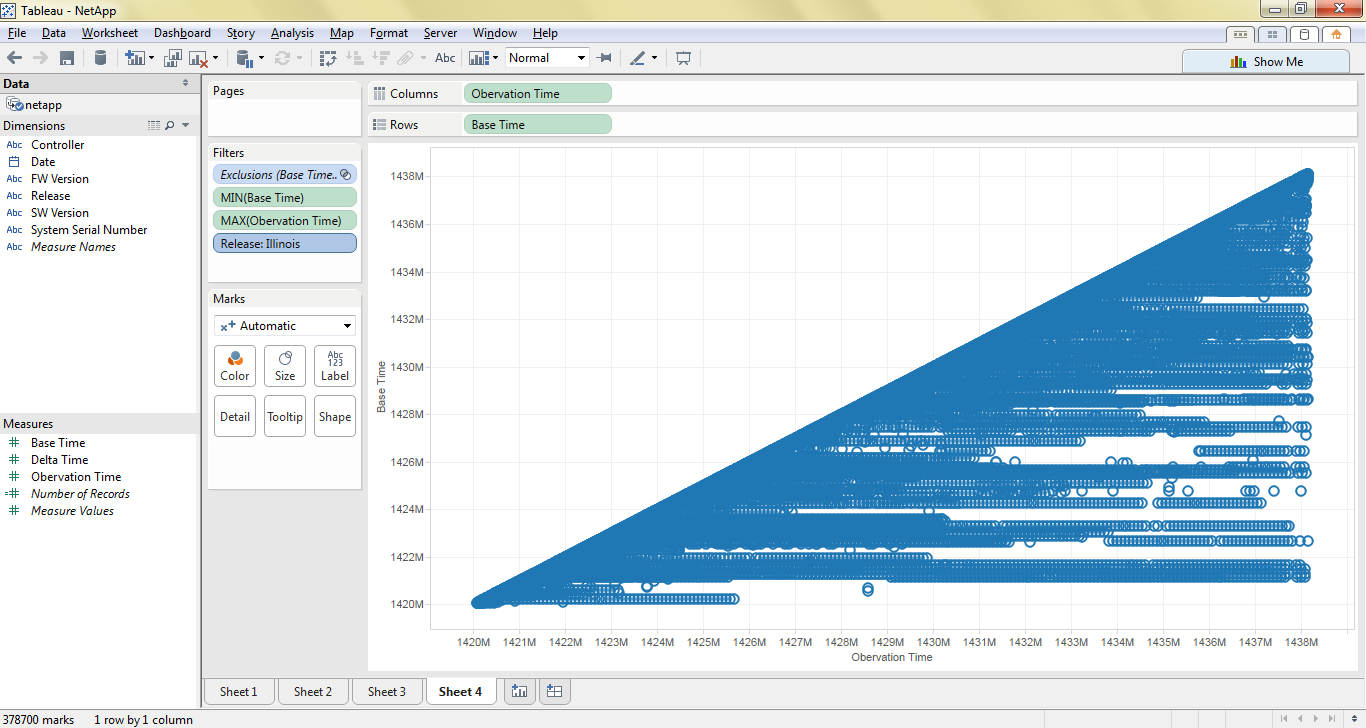 Tableau - NetApp
File Data Worksheet Dashboard Story Analysis Map Format Server Window Help
Abc Normal Show Me
Data
netapp
Dimensions
Abc Controller
Date
Abc FW Version
Abc Release
Abc SW Version
Abc System Serial Number
Abc Measure Names
Measures
Base Time
Delta Time
Obervation Time
Number of Records
Measure Values
Pages
Filters
Exclusions (Base Time..
MIN(Base Time)
MAX(Obervation Time)
Release: Illinois
Marks
Automatic
Abc
123
Color Size Label
Detail Tooltip Shape
Columns Obervation Time
Rows Base Time
1438M
1436M
1434M
1432M
1430M
1428M
1426M
1424M
1422M
1420M
Base Time
1420M 1421M 1422M 1423M 1424M 1425M 1426M 1427M 1428M 1429M 1430M 1431M 1432M 1433M 1434M 1435M 1436M 1437M 1438M
Obervation Time
Sheet 1 Sheet 2 Sheet 3 Sheet 4
378700 marks 1 row by 1 column